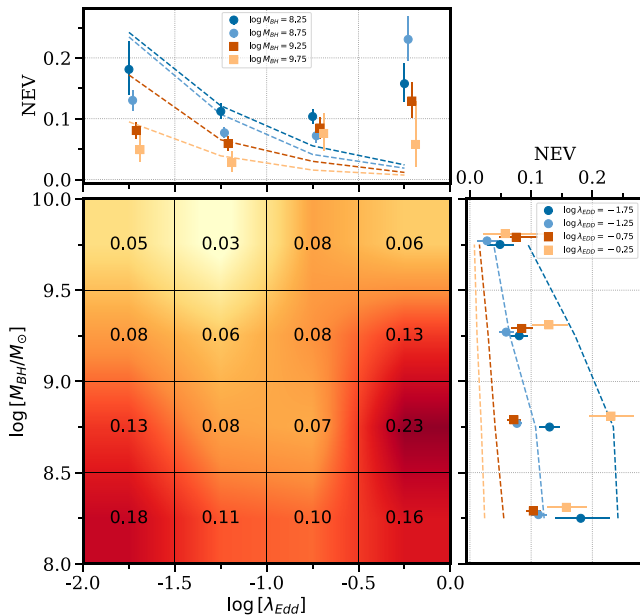 NEV
0.2
0.1
0.0
log M_BH = 8.25
log M_BH = 8.75
log M_BH = 9.25
log M_BH = 9.75
NEV
0.0 0.1 0.2
log λ_EDD = −1.75
log λ_EDD = −1.25
log λ_EDD = −0.75
log λ_EDD = −0.25
log [M_BH/M_⊙]
10.0
9.5
9.0
8.5
8.0
0.05 0.03 0.08 0.06
0.08 0.06 0.08 0.13
0.13 0.08 0.07 0.23
0.18 0.11 0.10 0.16
-2.0 -1.5 -1.0 -0.5 0.0
log [λ_Edd]